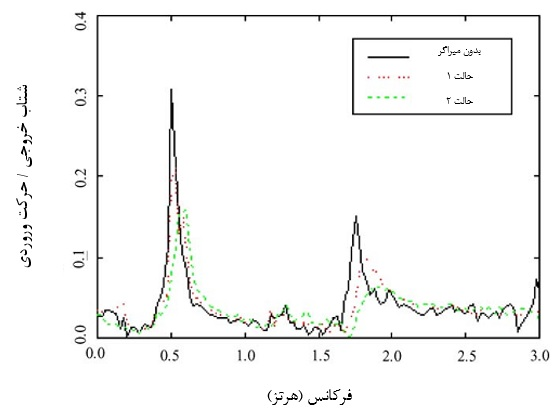 0.4
0.3
0.2
0.1
0.0
شتاب خروجی / حرکت وروردی
بدون میراگر
حالت ۱
حالت ۲
0.0 0.5 1.0 1.5 2.0 2.5 3.0
فرکانس (هرتز)